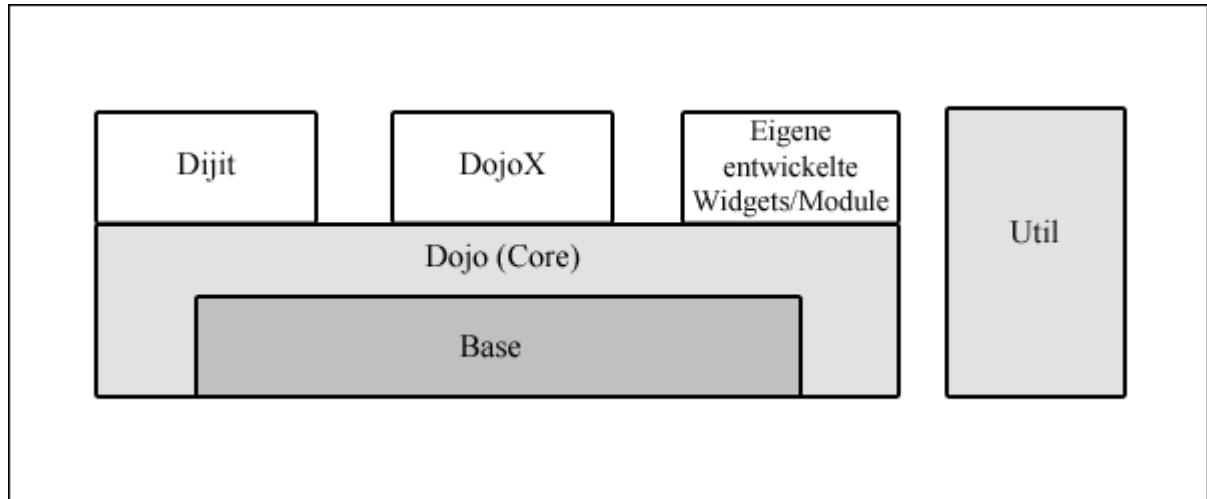 Dijit
DojoX
Eigene
entwickelte
Widgets/Module
Util
Dojo (Core)
Base